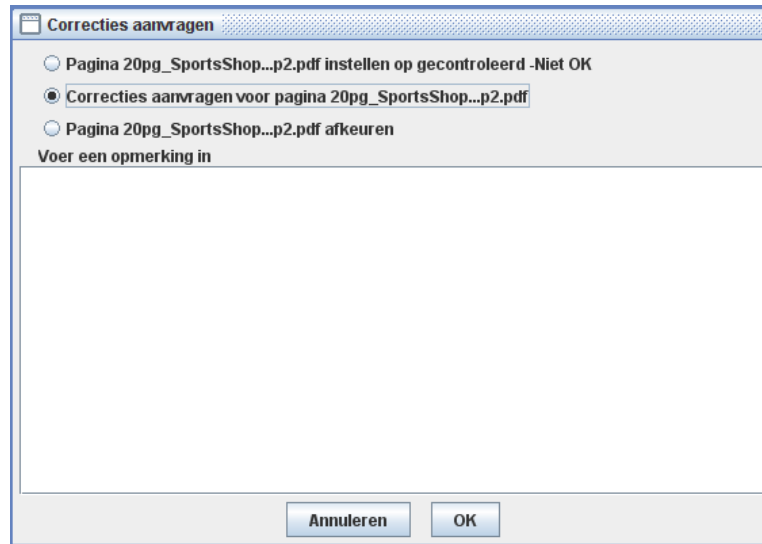 Correcties aanvragen
Pagina 20pg_SportsShop...p2.pdf instellen op gecontroleerd -Niet OK
Correcties aanvragen voor pagina 20pg_SportsShop...p2.pdf
Pagina 20pg_SportsShop...p2.pdf afkeuren
Voer een opmerking in
Annuleren OK